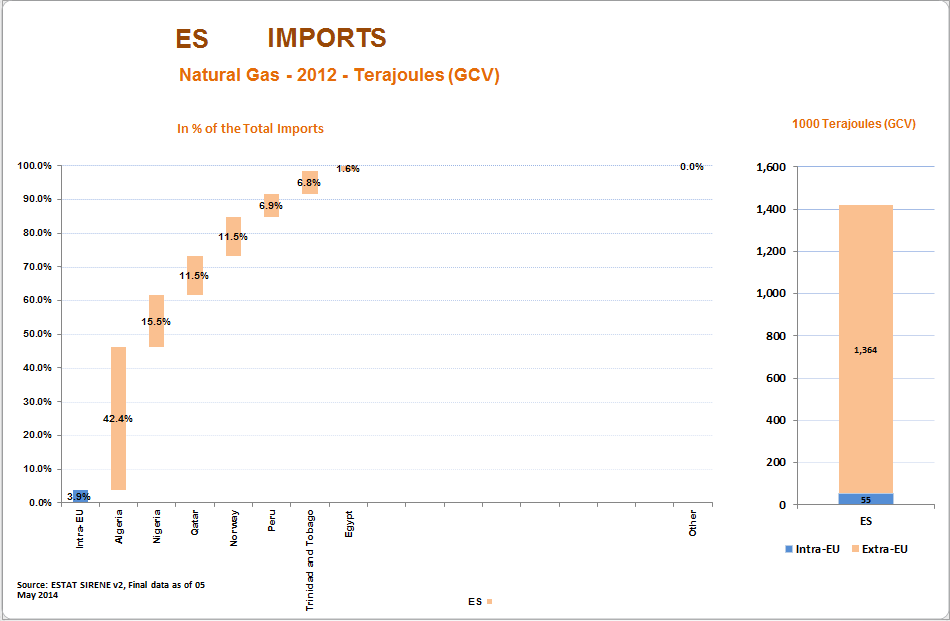 ES IMPORTS
Natural Gas - 2012 - Terajoules (GCV)
In % of the Total Imports
1000 Terajoules (GCV)
100.0%
90.0%
80.0%
70.0%
60.0%
50.0%
40.0%
30.0%
20.0%
10.0%
0.0%
3.9%
42.4%
15.5%
11.5%
11.5%
6.9%
6.8%
1.6%
0.0%
Intra-EU
Algeria
Nigeria
Qatar
Norway
Peru
Trinidad and Tobago
Egypt
Other
ES
1,600
1,400
1,200
1,000
800
600
400
200
0
1,364
55
ES
Intra-EU Extra-EU
Source: ESTAT SIRENE v2, Final data as of 05
May 2014